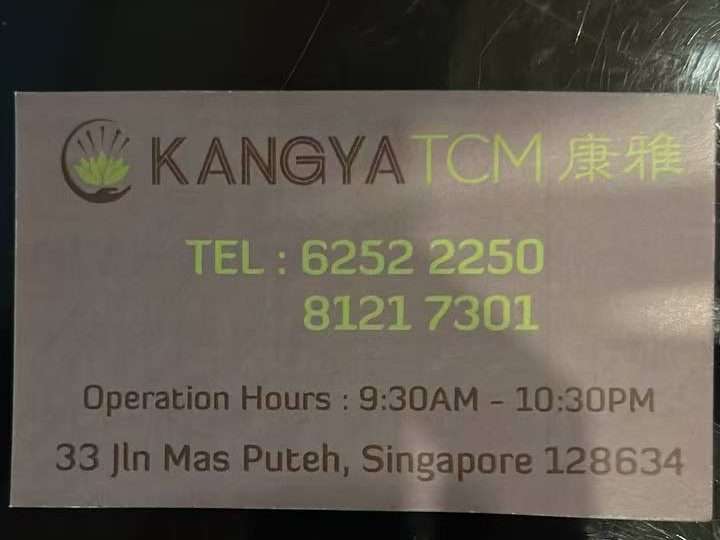 KANGYA TCM 康雅
TEL : 6252 2250
8121 7301
Operation Hours : 9:30AM - 10:30PM
33 Jln Mas Puteh, Singapore 128634